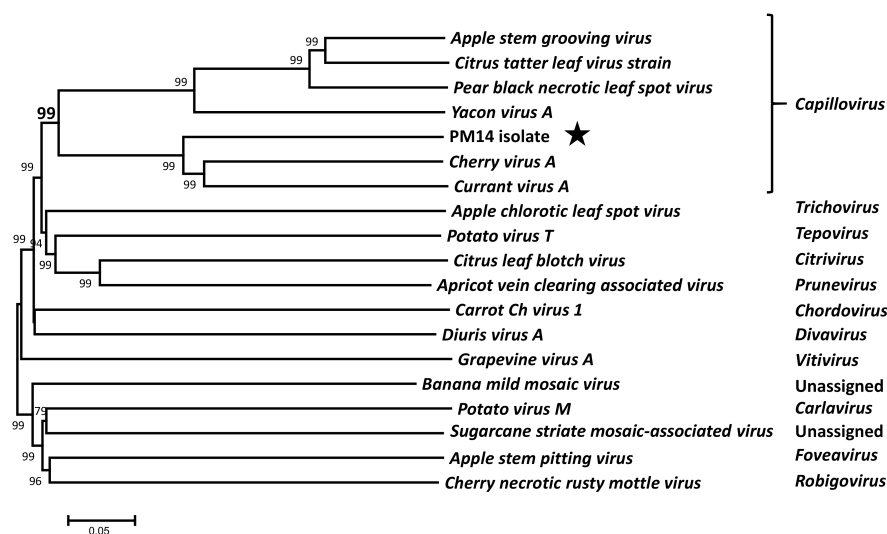 99
Apple stem grooving virus
Citrus tatter leaf virus strain
99
99
Pear black necrotic leaf spot virus
Capillovirus
99
Yacon virus A
PM14 isolate
99
Cherry virus A
99
99
Currant virus A
Apple chlorotic leaf spot virus
Trichovirus
99
94
Potato virus T
Tepovirus
99
Citrus leaf blotch virus
Citrivirus
99
Apricot vein clearing associated virus
Prunevirus
Carrot Ch virus 1
Chordovirus
Diuris virus A
Divavirus
Grapevine virus A
Vitivirus
Banana mild mosaic virus
Unassigned
79
Potato virus M
Carlavirus
99
Sugarcane striate mosaic-associated virus
Unassigned
99
Apple stem pitting virus
Foveavirus
96
Cherry necrotic rusty mottle virus
Robigovirus
0.05